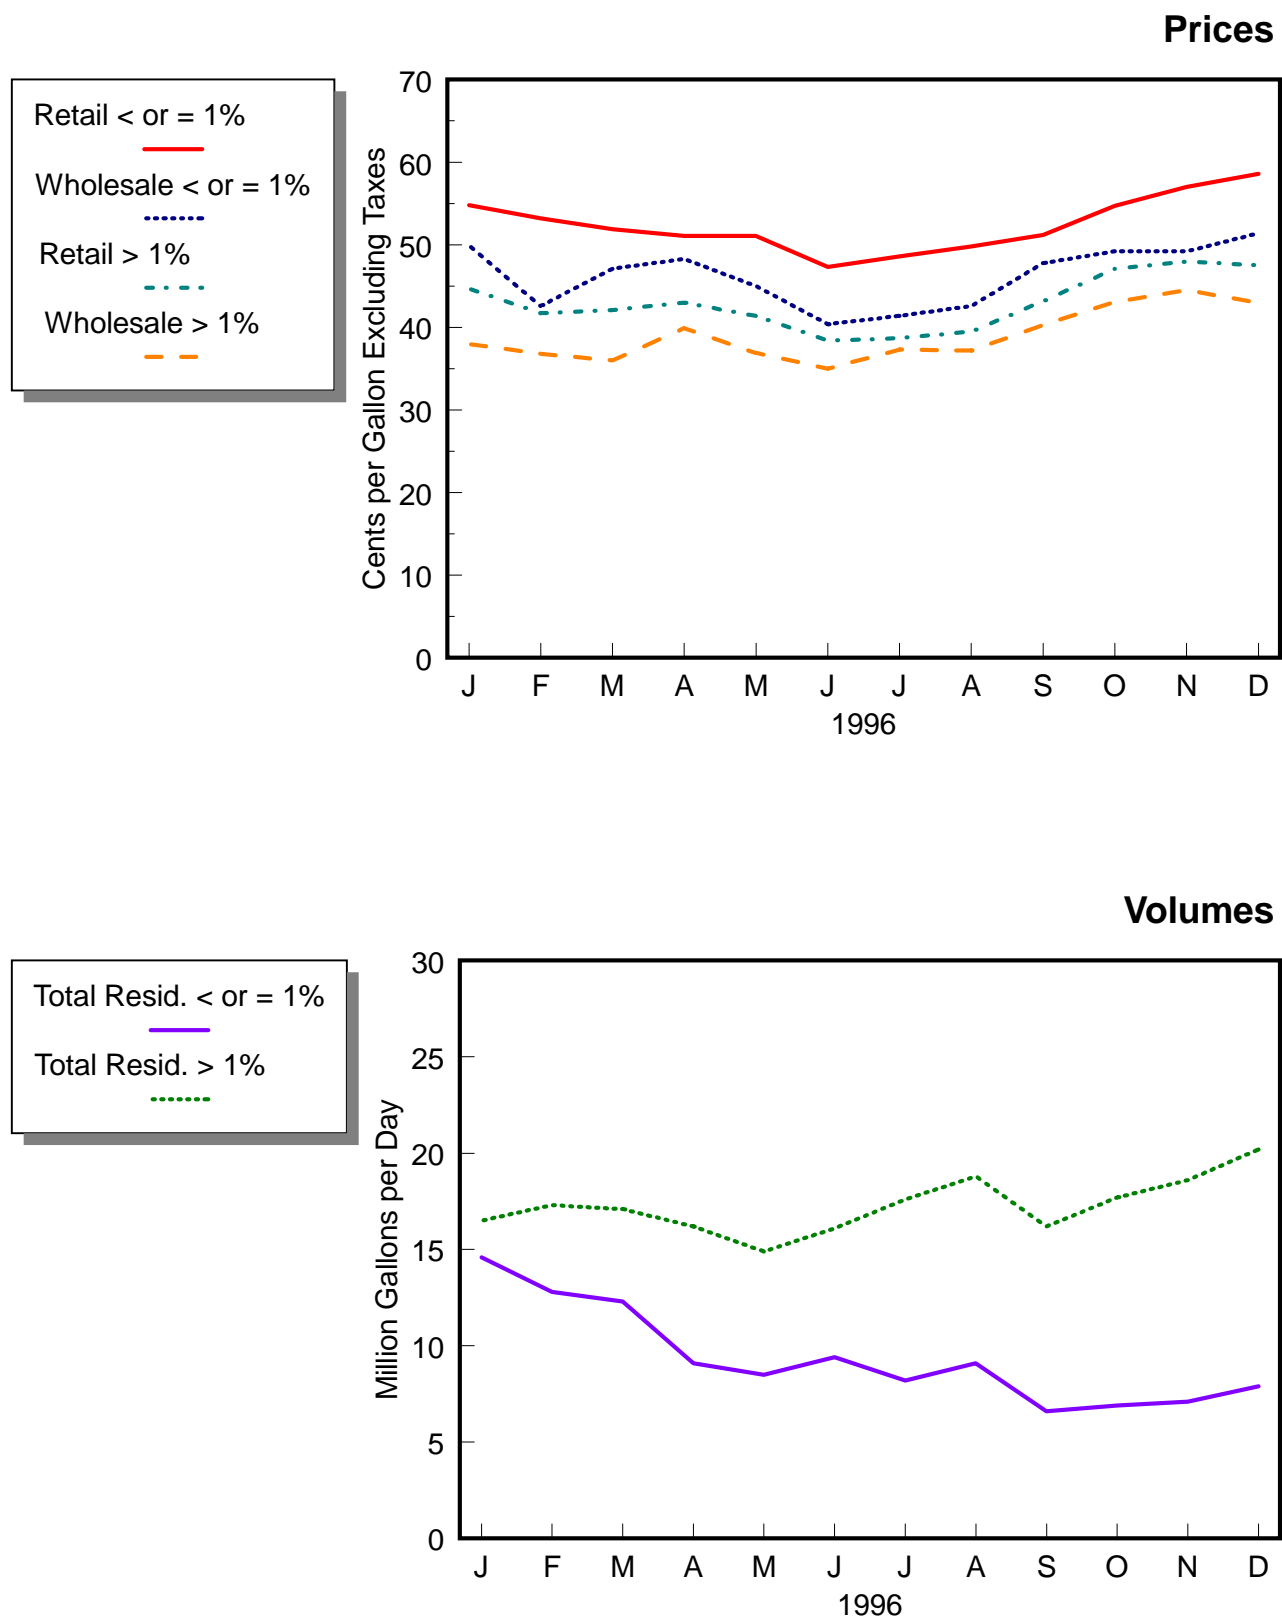 Prices
Retail < or = 1%
Wholesale < or = 1%
Retail > 1%
Wholesale > 1%
Cents per Gallon Excluding Taxes
70
60
50
40
30
20
10
0
J F M A M J J A S O N D
1996
Volumes
Total Resid. < or = 1%
Total Resid. > 1%
Million Gallons per Day
30
25
20
15
10
5
0
J F M A M J J A S O N D
1996